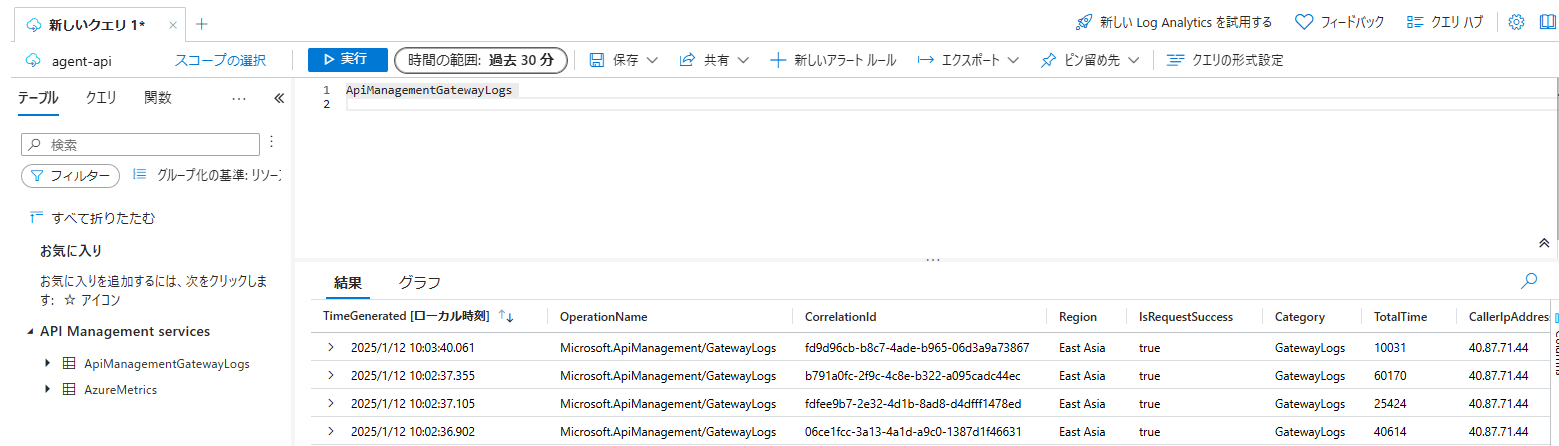 新しいクエリ 1* × +
新しい Log Analytics を試用する フィードバック クエリ ハブ
agent-api スコープの選択 実行 時間の範囲: 過去 30 分 保存 共有 新しいアラート ルール エクスポート ピン留め先 クエリの形式設定
テーブル クエリ 関数 … «
1 ApiManagementGatewayLogs
2
検索
フィルター グループ化の基準: リソー
すべて折りたたむ
お気に入り
お気に入りを追加するには、次をクリックしま
す: ☆ アイコン
API Management services
ApiManagementGatewayLogs
AzureMetrics
結果 グラフ
TimeGenerated [ローカル時刻] ↑↓ OperationName CorrelationId Region IsRequestSuccess Category TotalTime CallerIpAddress
2025/1/12 10:03:40.061 Microsoft.ApiManagement/GatewayLogs fd9d96cb-b8c7-4ade-b965-06d3a9a73867 East Asia true GatewayLogs 10031 40.87.71.44
2025/1/12 10:02:37.355 Microsoft.ApiManagement/GatewayLogs b791a0fc-2f9c-4c8e-b322-a095cadc44ec East Asia true GatewayLogs 60170 40.87.71.44
2025/1/12 10:02:37.105 Microsoft.ApiManagement/GatewayLogs fdfee9b7-2e32-4d1b-8ad8-d4dfff1478ed East Asia true GatewayLogs 25424 40.87.71.44
2025/1/12 10:02:36.902 Microsoft.ApiManagement/GatewayLogs 06ce1fcc-3a13-4a1d-a9c0-1387d1f46631 East Asia true GatewayLogs 40614 40.87.71.44